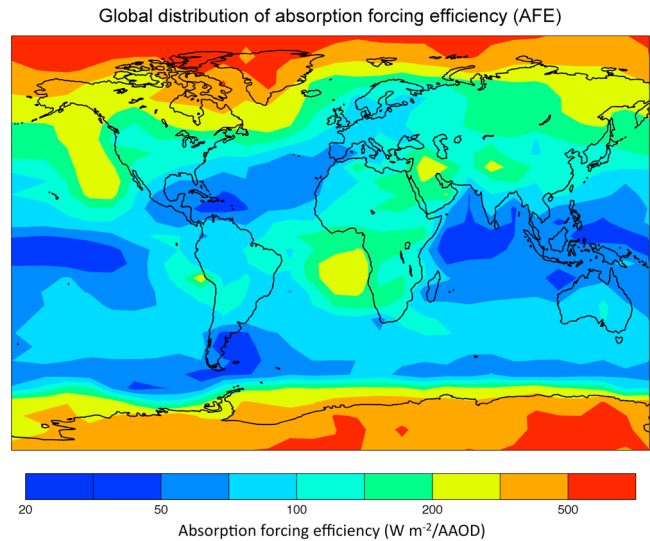 Global distribution of absorption forcing efficiency (AFE)
20 50 100 200 500
Absorption forcing efficiency (W m-2/AAOD)